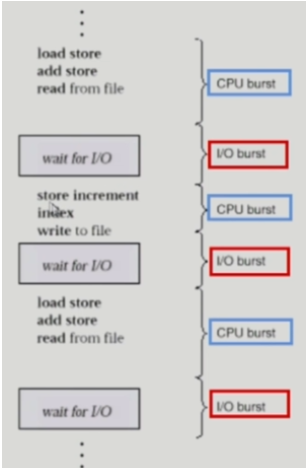 load store
add store
read from file
CPU burst
wait for I/O
I/O burst
store increment
index
write to file
CPU burst
wait for I/O
I/O burst
load store
add store
read from file
CPU burst
wait for I/O
I/O burst